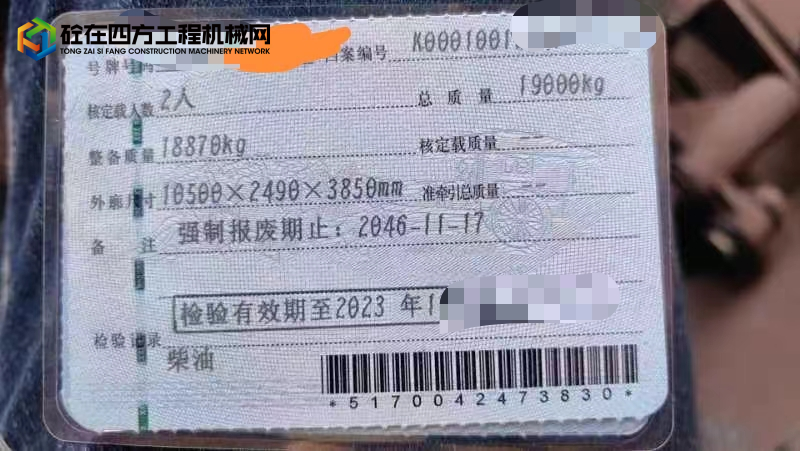 砼在四方工程机械网
TONG ZAI SI FANG CONSTRUCTION MACHINERY NETWORK
号牌号码 档案编号 K0001001
核定载人数 2人 总质量 19000kg
整备质量 18870kg 核定载质量 --
外廓尺寸 10500×2490×3850mm 准牵引总质量 --
备注 强制报废期止：2046-11-17
检验有效期至2023年1
检验记录
柴油
*5170042473830*